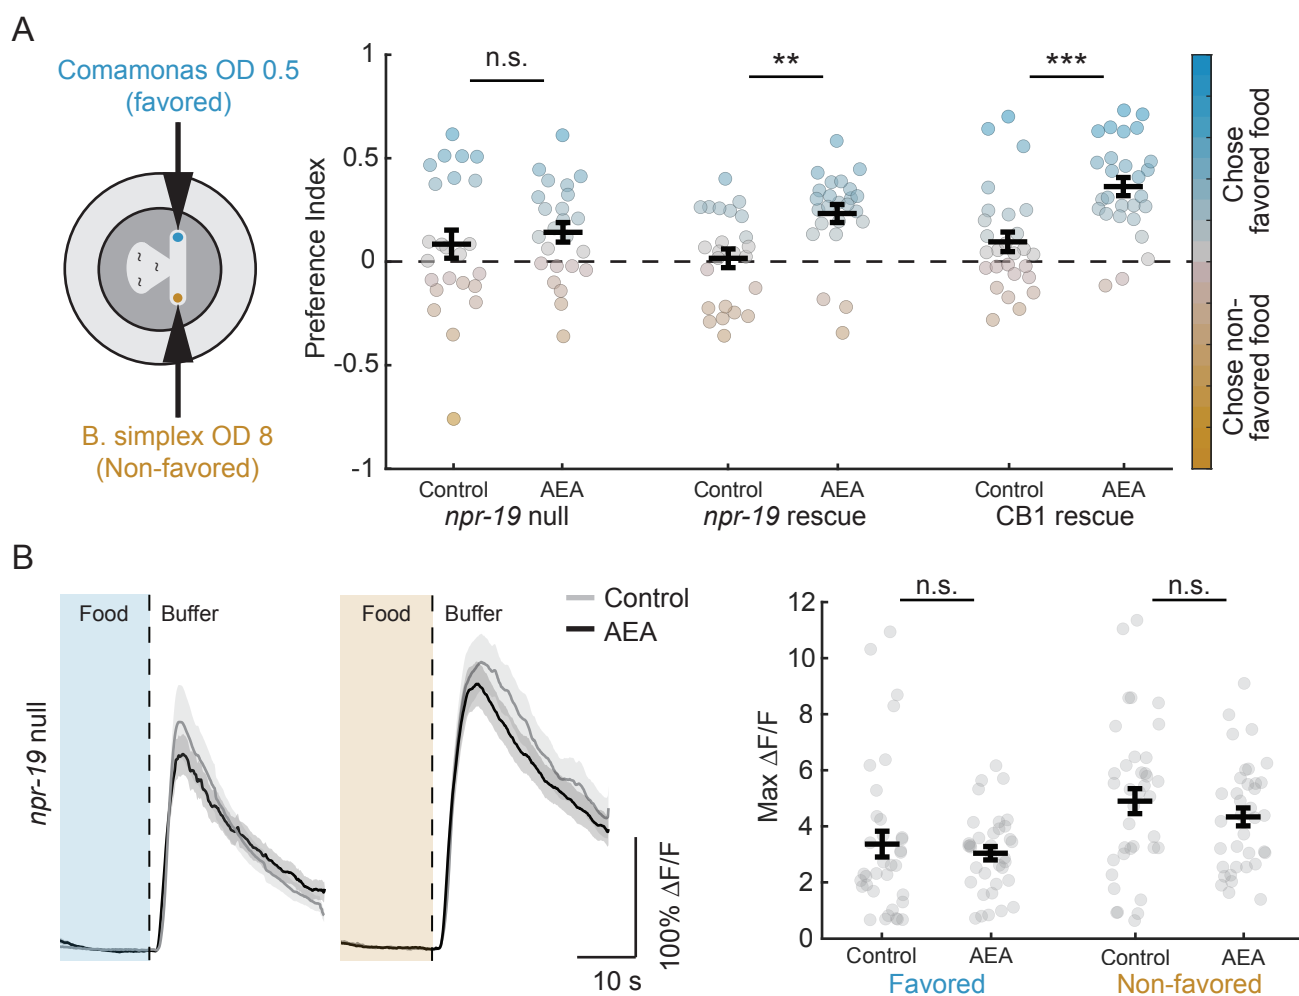 A
Comamonas OD 0.5
(favored)
B. simplex OD 8
(Non-favored)
Preference Index
1
0.5
0
-0.5
-1
n.s.
**
***
Control
AEA
Control
AEA
Control
AEA
npr-19 null
npr-19 rescue
CB1 rescue
Chose
favored food
Chose non-
favored food
B
npr-19 null
Food
Buffer
Food
Buffer
Control
AEA
100% ΔF/F
10 s
Max ΔF/F
12
10
8
6
4
2
0
n.s.
n.s.
Control
AEA
Control
AEA
Favored
Non-favored